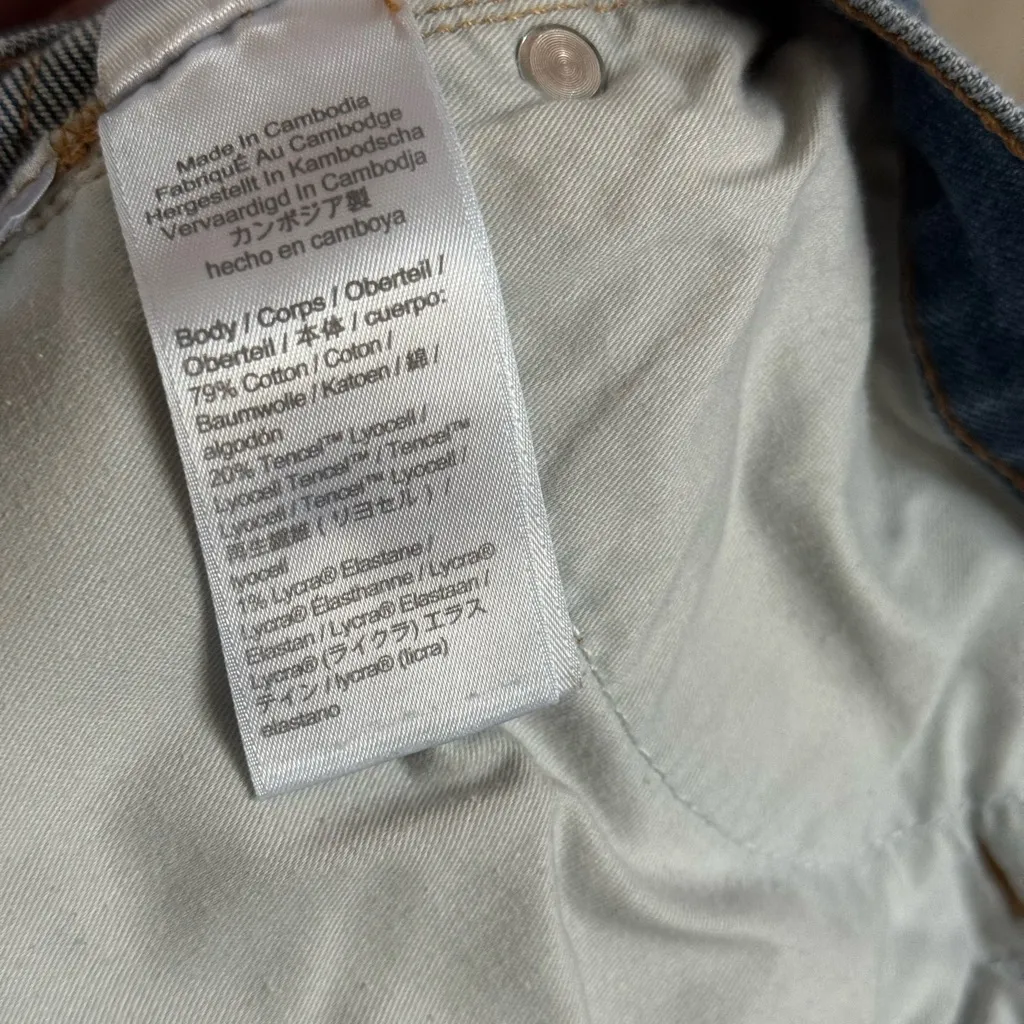 Made In Cambodia
FabriquÉ Au Cambodge
Hergestellt In Kambodscha
Vervaardigd In Cambodja
カンボジア製
hecho en camboya
Body / Corps / Oberteil /
Oberteil / 本体 / cuerpo:
79% Cotton / Coton /
Baumwolle / Katoen / 綿 /
algodón
20% Tencel™ Lyocell /
Lyocell Tencel™ / Tencel™
Lyocell / Tencel™ Lyocell /
再生繊維 ( リヨセル ) /
lyocell
1% Lycra® Elastane /
Lycra® Élasthanne / Lycra®
Elastan / Lycra® Elastaan /
Lycra® (ライクラ) エラス
テイン / lycra® (licra)
elastano